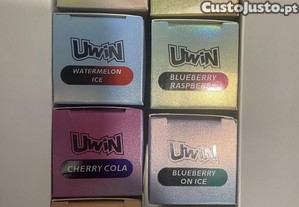 CustoJusto.pt
UWiN
WATERMELON
ICE
UWiN
BLUEBERRY
RASPBERRY
UWiN
CHERRY COLA
UWiN
BLUEBERRY
ON ICE